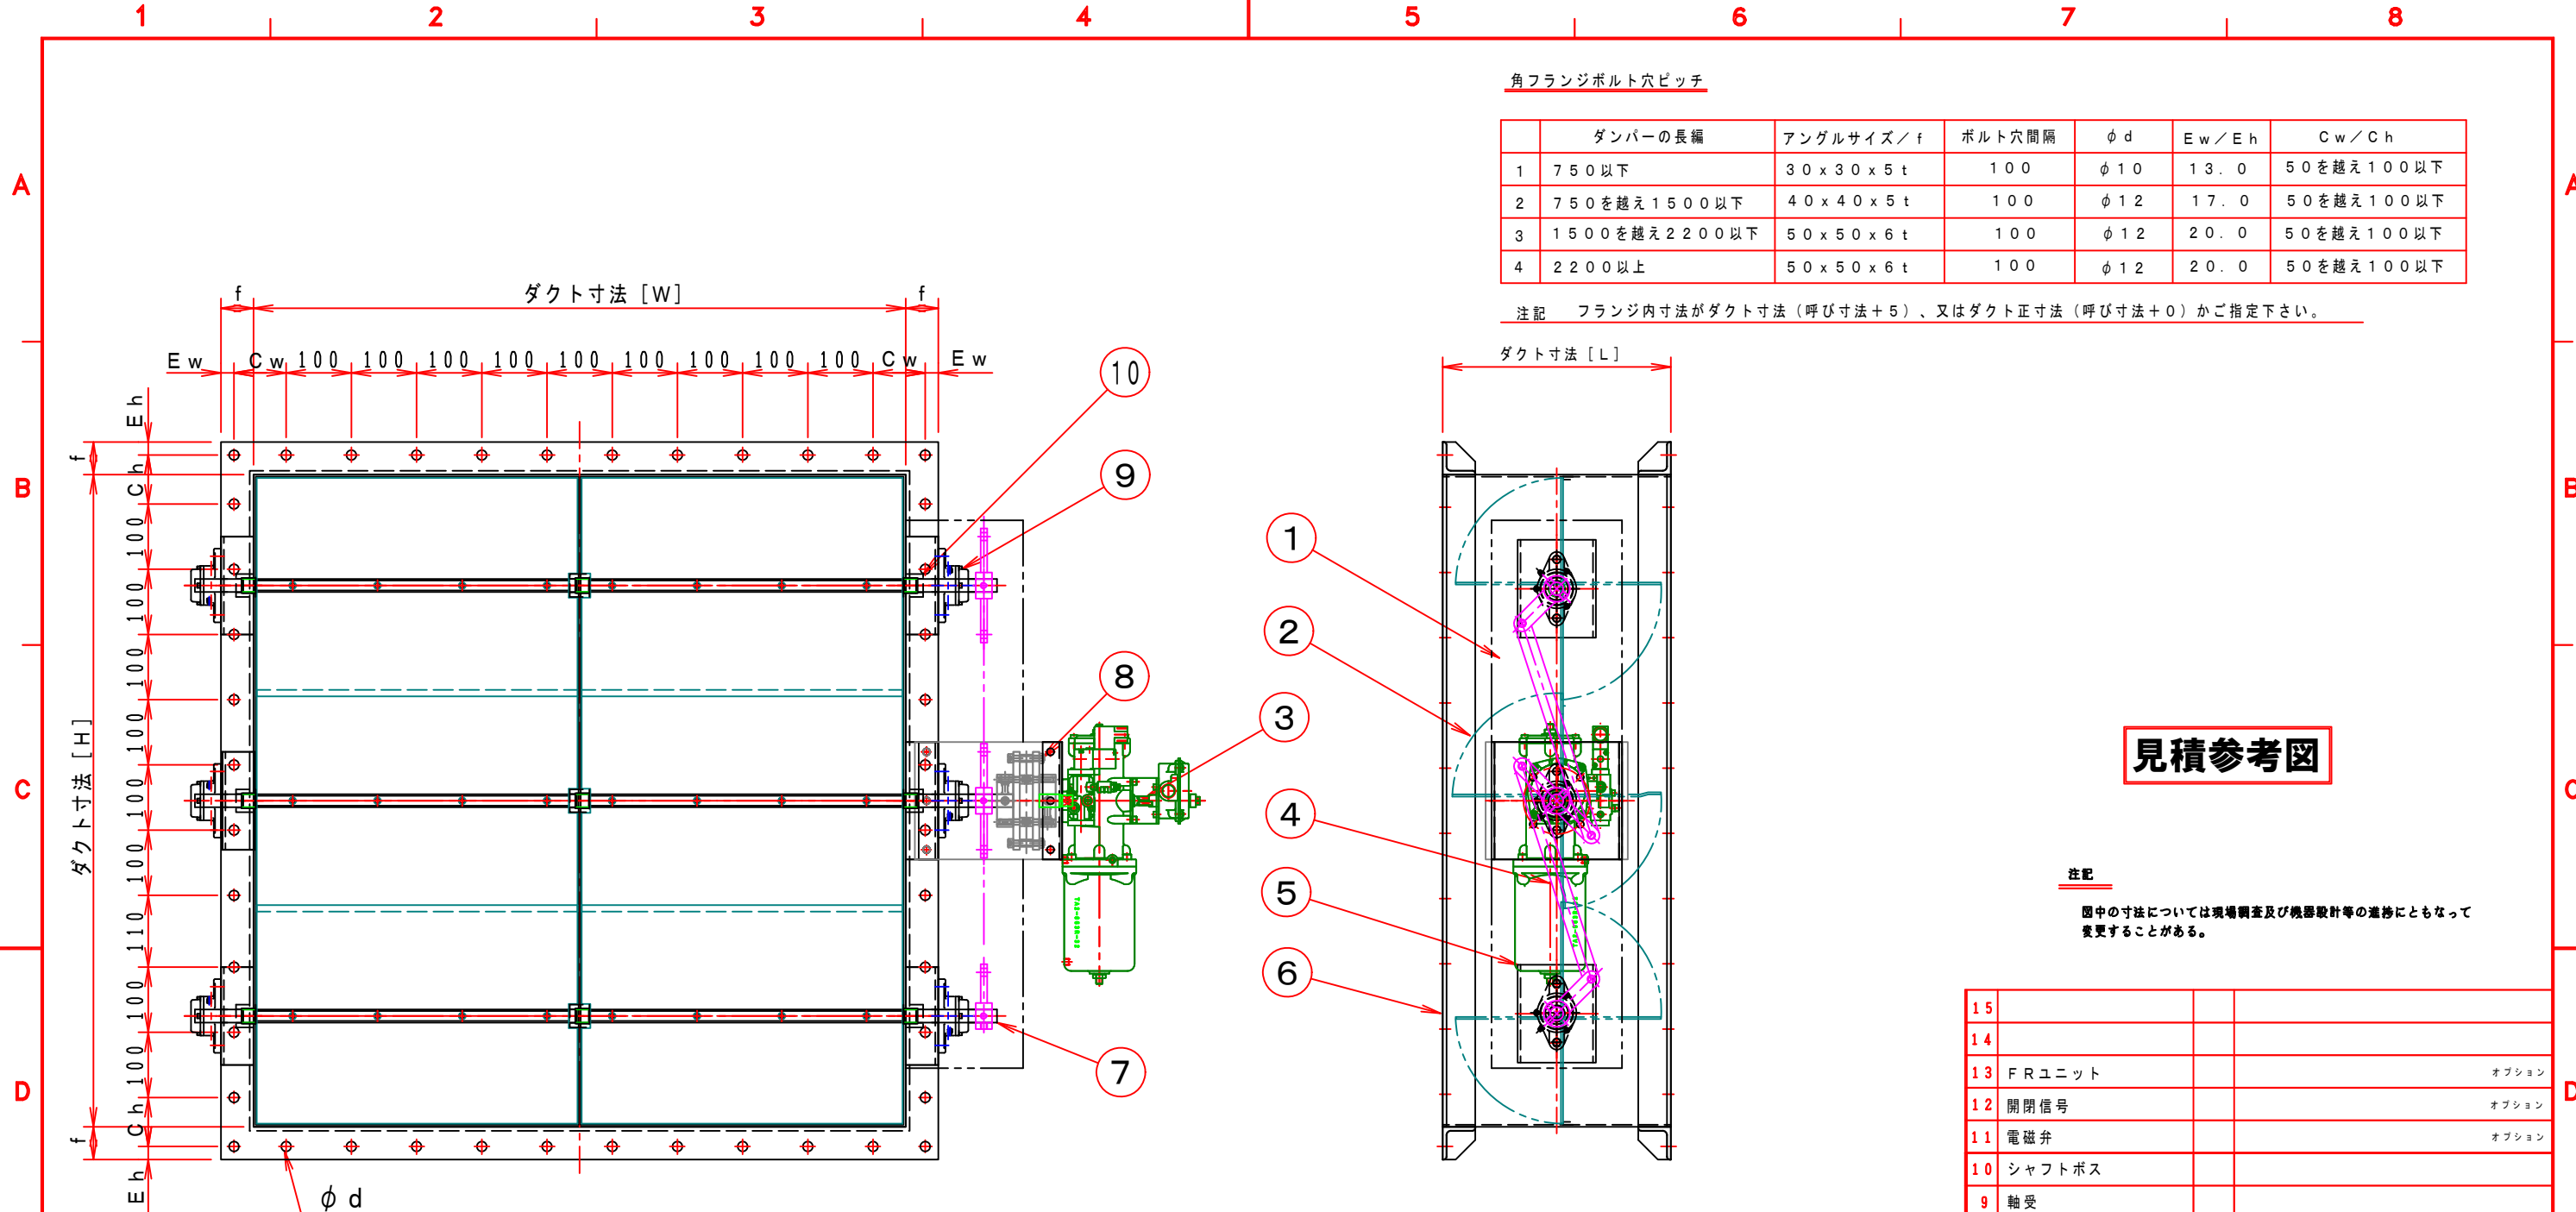 1 2 3 4 5 6 7 8
A
角フランジボルト穴ピッチ
ダンパーの長編 アングルサイズ/f ボルト穴間隔 φd Ew/Eh Cw/Ch
1 750以下 30x30x5t 100 φ10 13.0 50を越え100以下
2 750を越え1500以下 40x40x5t 100 φ12 17.0 50を越え100以下
3 1500を越え2200以下 50x50x6t 100 φ12 20.0 50を越え100以下
4 2200以上 50x50x6t 100 φ12 20.0 50を越え100以下
注記 フランジ内寸法がダクト寸法(呼び寸法+5)、又はダクト正寸法(呼び寸法+0)かご指定下さい。
f ダクト寸法[W] f
Ew Cw 100 100 100 100 100 100 100 100 100 Cw Ew
Eh
f
Ch
100
100
100
100
100
100
110
100
100
Ch
f
Eh
ダクト寸法[H]
φd
10
9
8
3
7
ダクト寸法[L]
1
2
4
5
6
B
B
C
D
見積参考図
注記
図中の寸法については現場調査及び機器設計等の進捗にともなって
変更することがある。
15
14
13 FRユニット オプション
12 開閉信号 オプション
11 電磁弁 オプション
10 シャフトボス
9 軸受